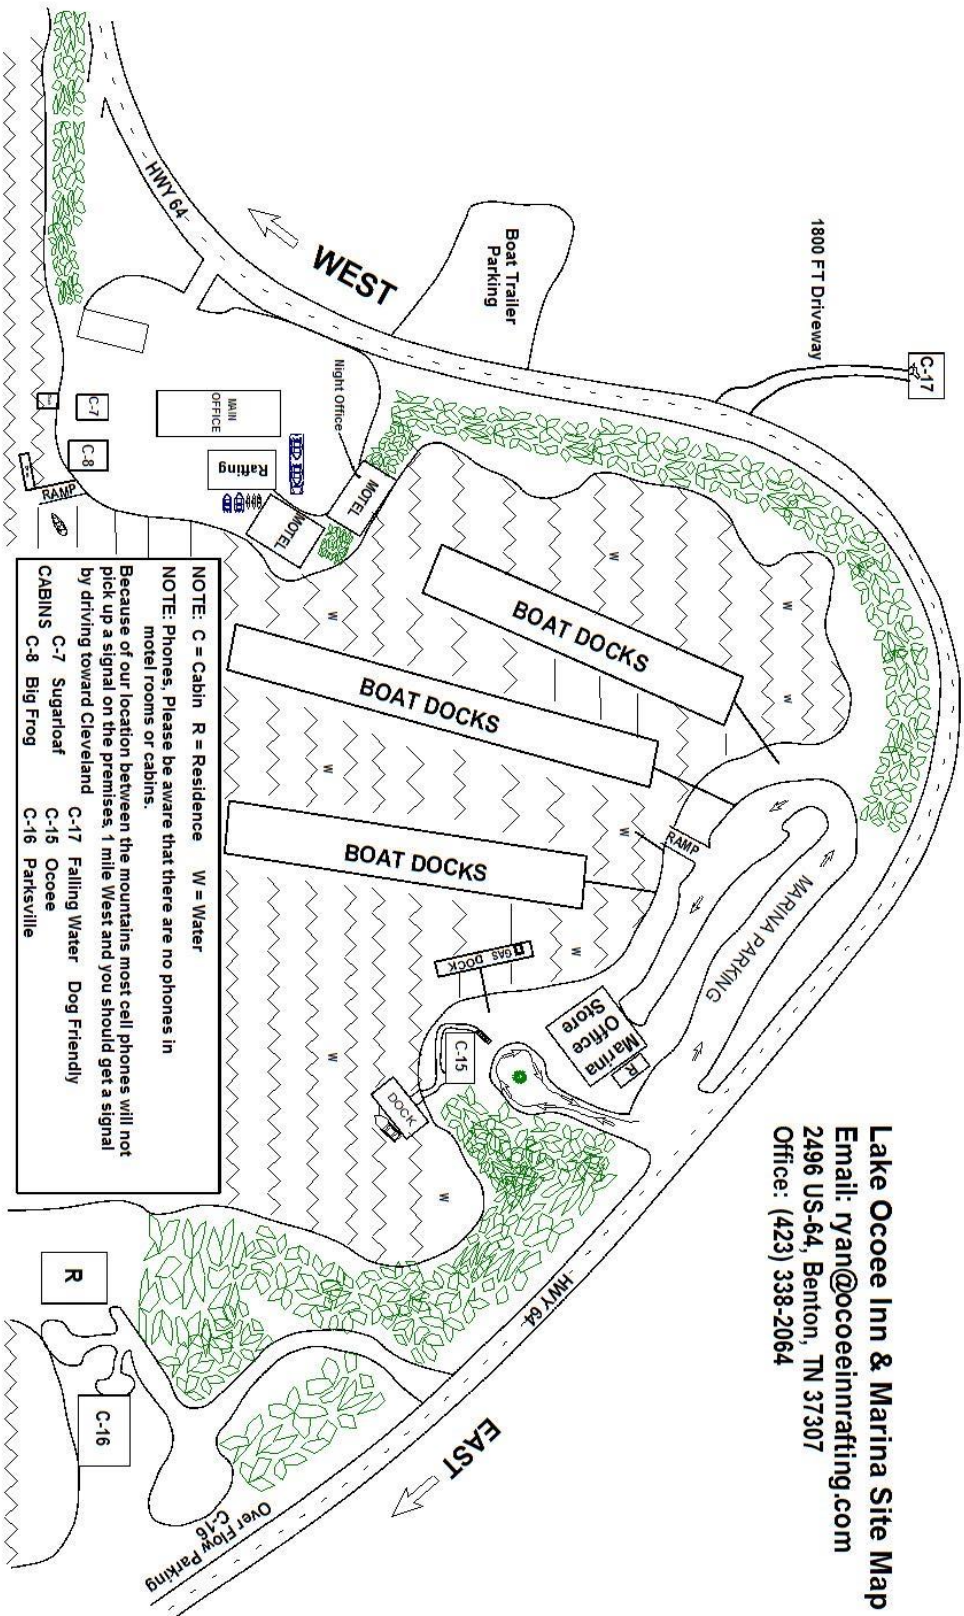 Lake Ocoee Inn & Marina Site Map
Email: ryan@ocoeeinnrafting.com
2496 US-64, Benton, TN 37307
Office: (423) 338-2064
C-17
1800 FT Driveway
Boat Trailer
Parking
WEST
HWY 64
Night Office
MOTEL
MOTEL
MAIN
OFFICE
Rafting
C-7
C-8
RAMP
W
W
W
W
W
W
W
W
W
BOAT DOCKS
BOAT DOCKS
BOAT DOCKS
RAMP
MARINA PARKING
GAS DOCK
Marina
Office
Store
R
C-15
DOCK
HWY 64
EAST
R
C-16
Over Flow Parking
C-16
NOTE: C = Cabin R = Residence W = Water
NOTE: Phones, Please be aware that there are no phones in
motel rooms or cabins.
Because of our location between the mountains most cell phones will not
pick up a signal on the premises, 1 mile West and you should get a signal
by driving toward Cleveland
C-17 Falling Water Dog Friendly
CABINS C-7 Sugarloaf C-15 Ocoee
C-8 Big Frog C-16 Parksville